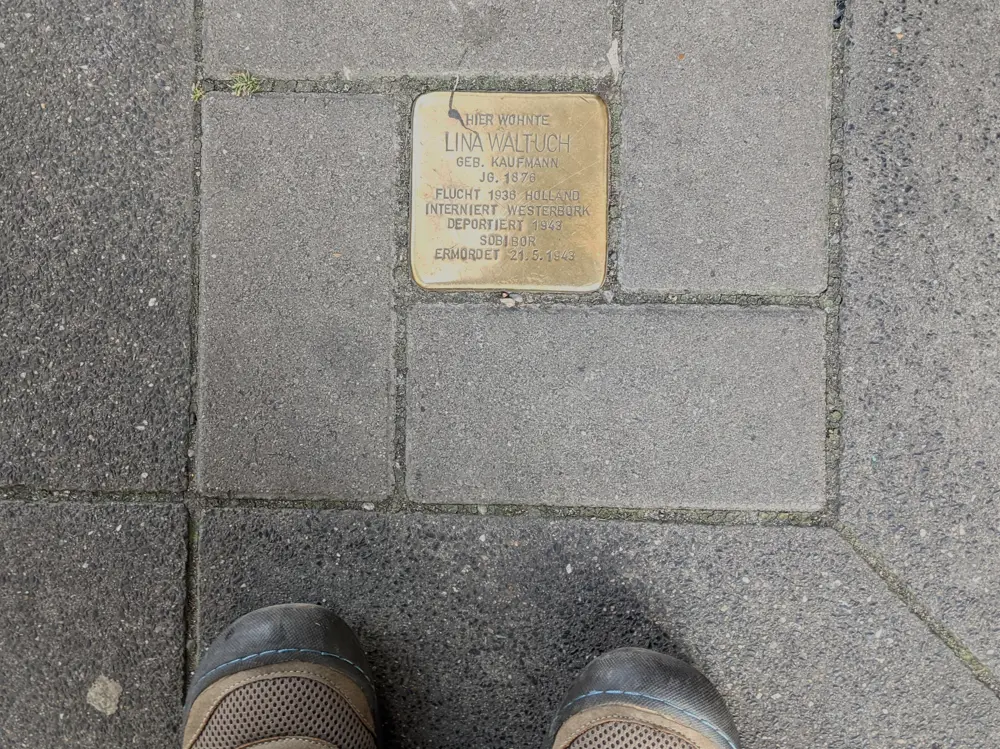 HIER WOHNTE
LINA WALTUCH
GEB. KAUFMANN
JG. 1876
FLUCHT 1938 HOLLAND
INTERNIERT WESTERBORK
DEPORTIERT 1943
SOBIBOR
ERMORDET 21.5.1943